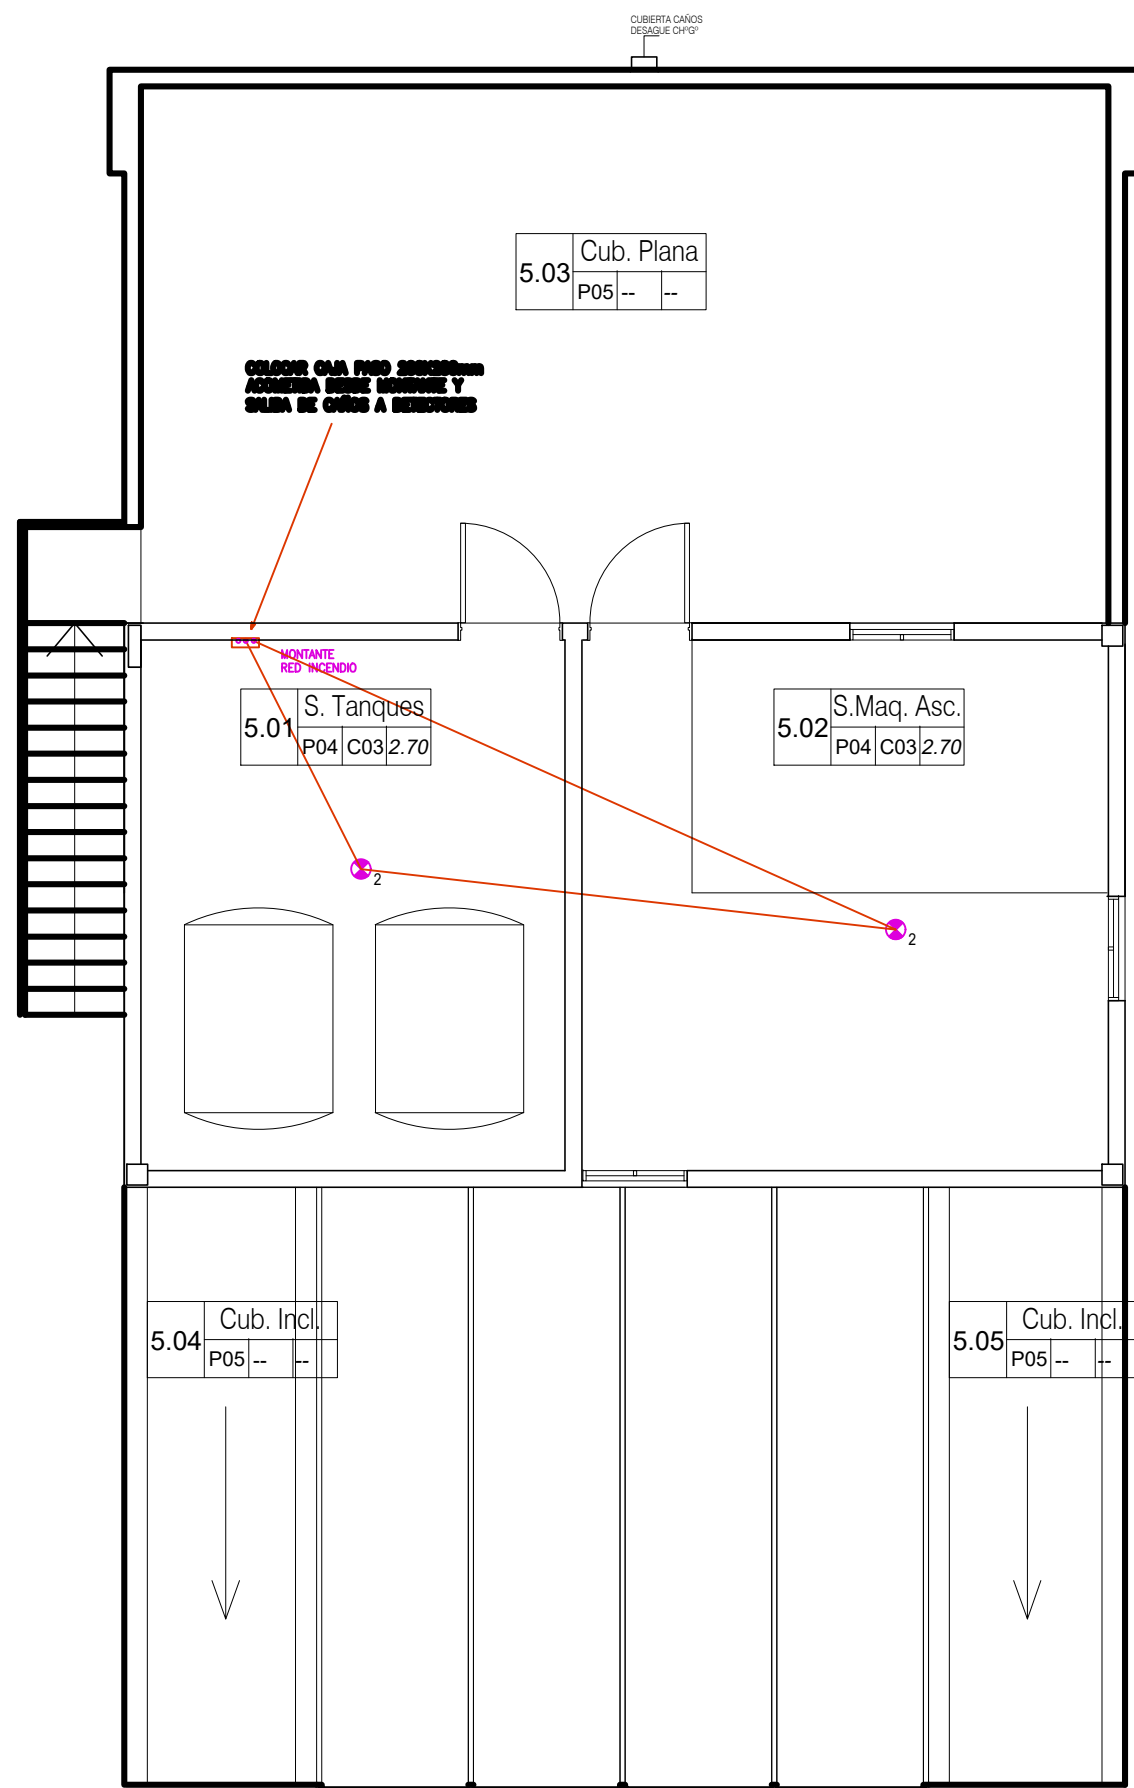 CUBIERTA CAÑOS
DESAGUE CHºGº
5.03
Cub. Plana
P05 -- --
COLOCAR CAJA PASO 200X200mm
ACOMETIDA DESDE MONTANTE Y
SALIDA DE CAÑOS A DETECTORES
MONTANTE
RED INCENDIO
5.01
S. Tanques
P04 C03 2.70
5.02
S.Maq. Asc.
P04 C03 2.70
2
2
5.04
Cub. Incl.
P05 -- --
5.05
Cub. Incl.
P05 -- --